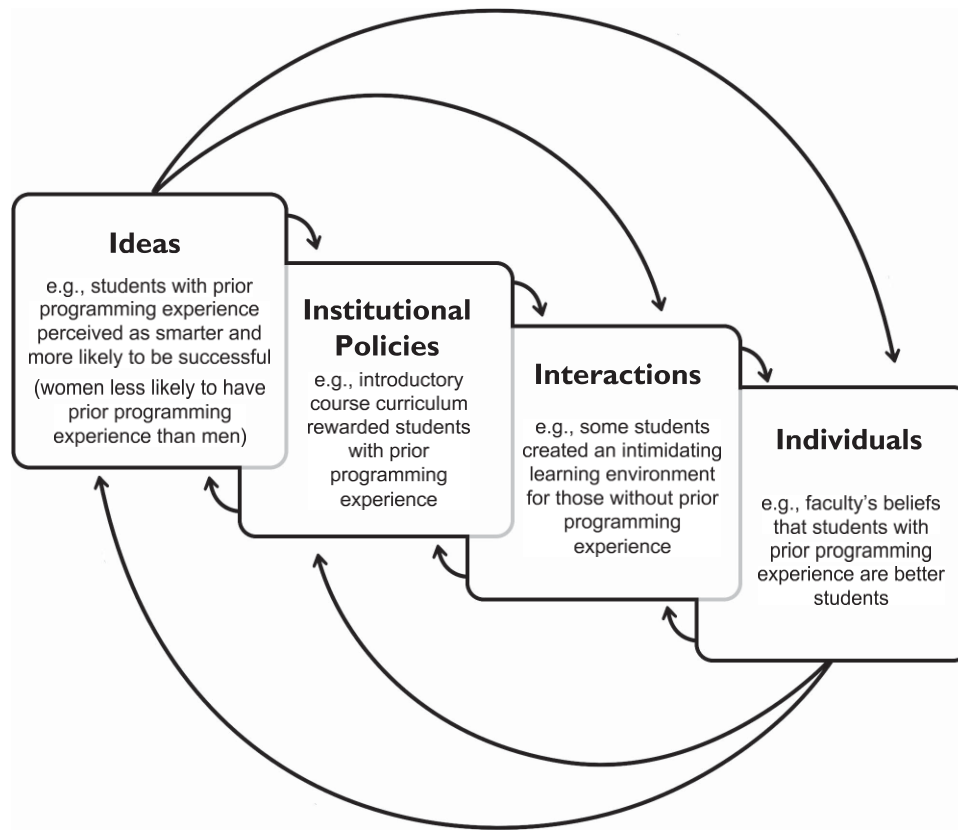 Ideas
e.g., students with prior
programming experience
perceived as smarter and
more likely to be successful
(women less likely to have
prior programming
experience than men)
Institutional
Policies
e.g., introductory
course curriculum
rewarded students
with prior
programming
experience
Interactions
e.g., some students
created an intimidating
learning environment
for those without prior
programming
experience
Individuals
e.g., faculty’s beliefs
that students with
prior programming
experience are better
students